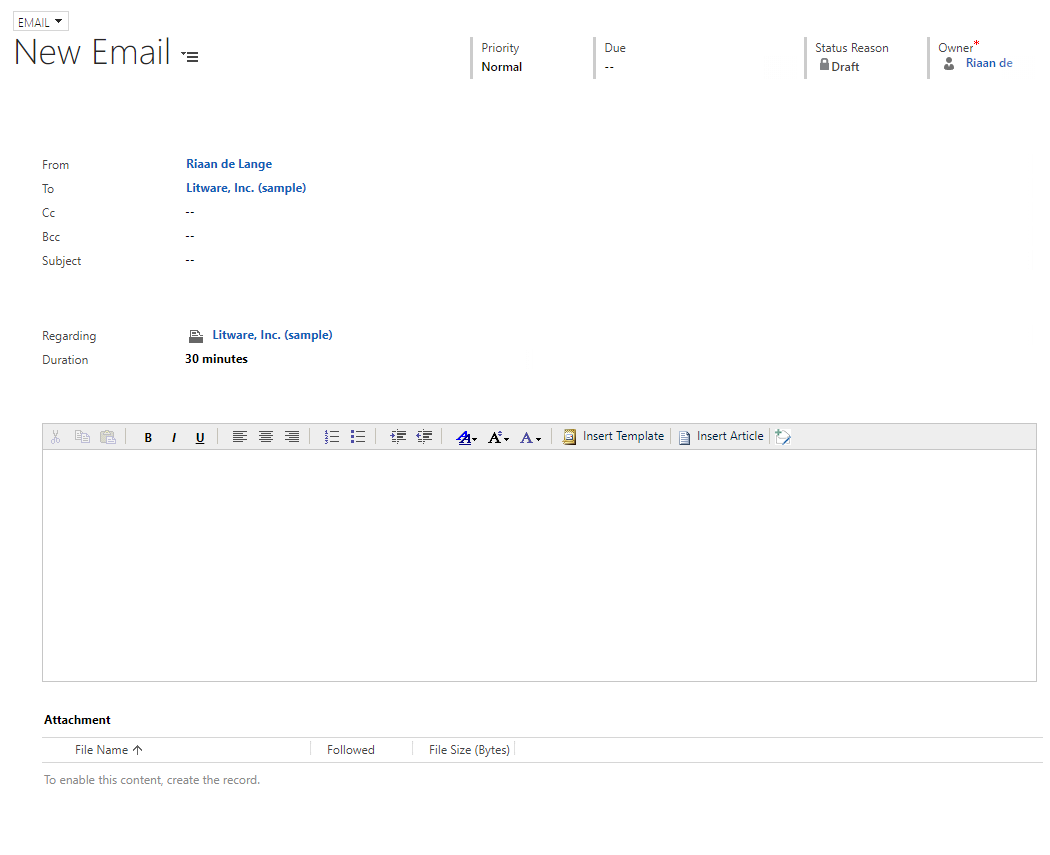 EMAIL
New Email
Priority
Normal
Due
--
Status Reason
Draft
Owner*
Riaan de
From Riaan de Lange
To Litware, Inc. (sample)
Cc --
Bcc --
Subject --
Regarding Litware, Inc. (sample)
Duration 30 minutes
B I U A A A Insert Template Insert Article
Attachment
File Name Followed File Size (Bytes)
To enable this content, create the record.